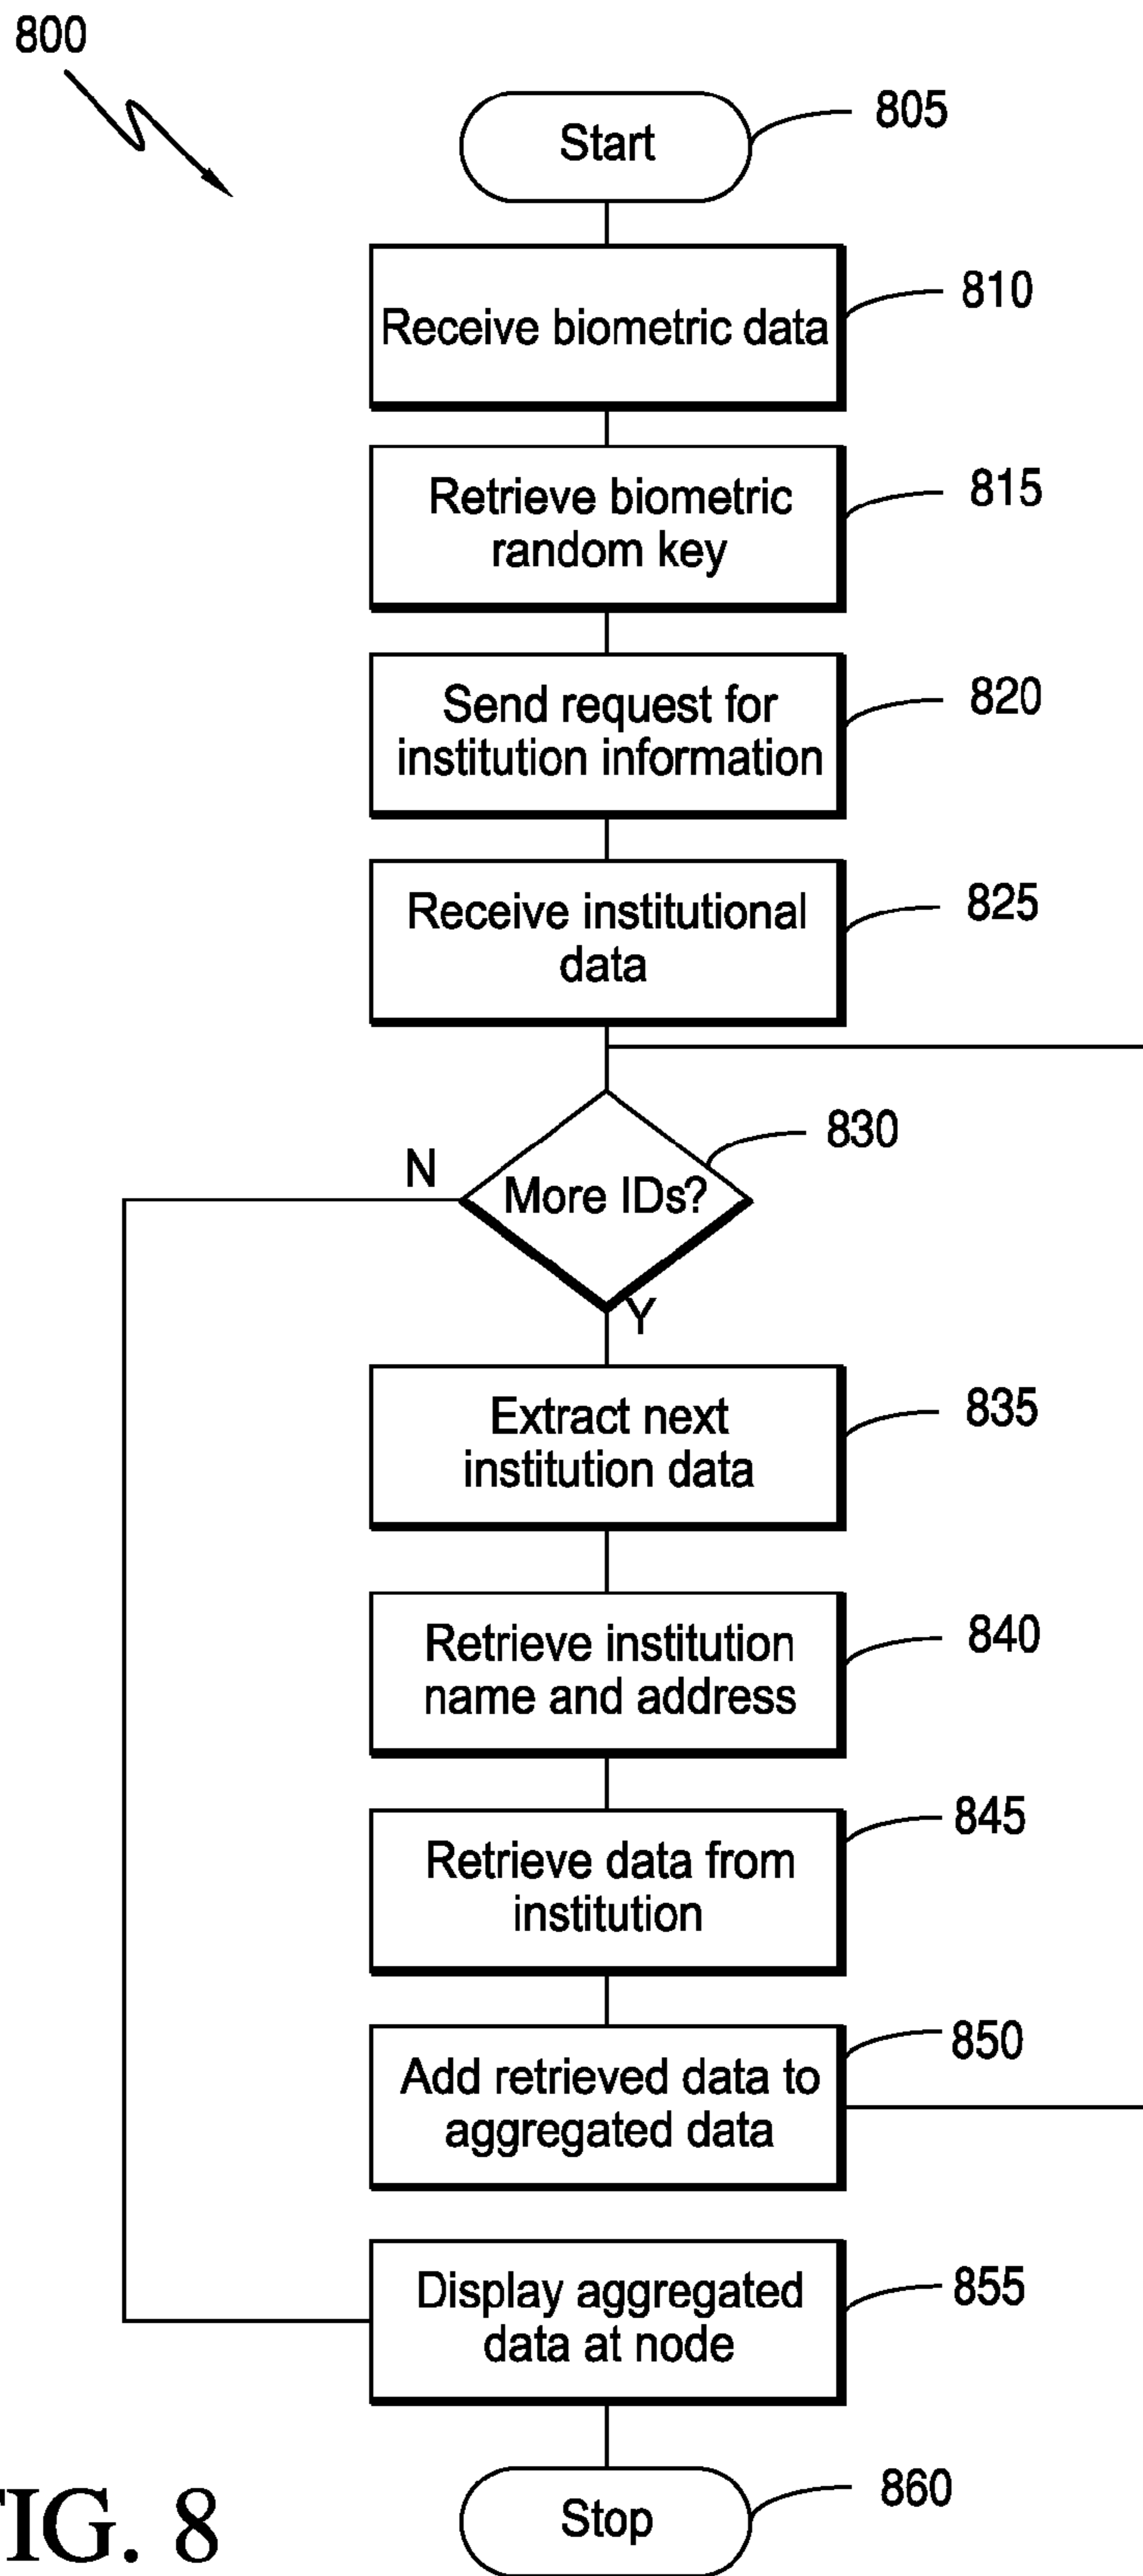 800
Start
805
Receive biometric data
810
Retrieve biometric
random key
815
Send request for
institution information
820
Receive institutional
data
825
N
More IDs?
830
Y
Extract next
institution data
835
Retrieve institution
name and address
840
Retrieve data from
institution
845
Add retrieved data to
aggregated data
850
Display aggregated
data at node
855
Stop
860
IG. 8